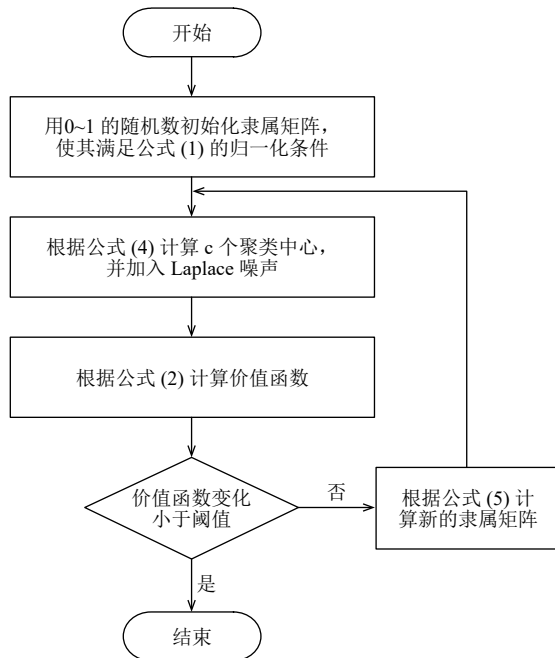 开始
用0~1 的随机数初始化隶属矩阵，
使其满足公式 (1) 的归一化条件
根据公式 (4) 计算 c 个聚类中心，
并加入 Laplace 噪声
根据公式 (2) 计算价值函数
价值函数变化
小于阈值
否
根据公式 (5) 计
算新的隶属矩阵
是
结束